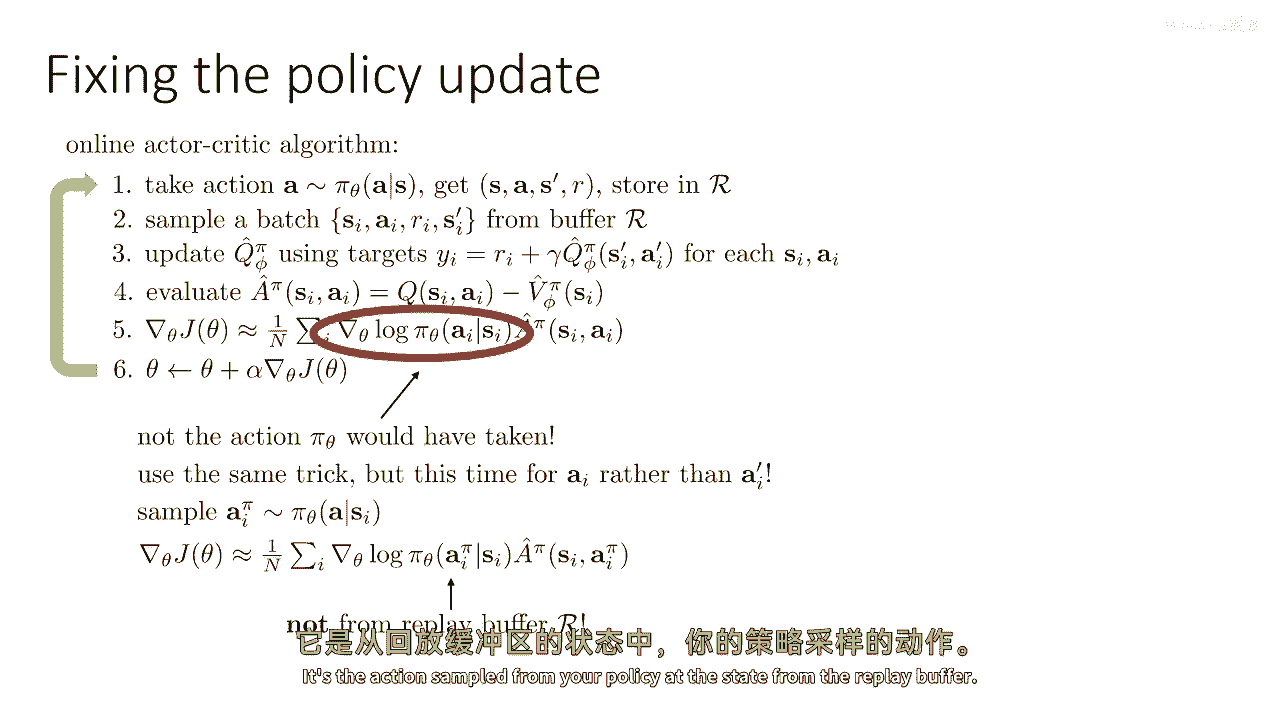 Fixing the policy update
online actor-critic algorithm:
1. take action $\mathbf{a} \sim \pi_\theta(\mathbf{a}|\mathbf{s})$, get $(\mathbf{s}, \mathbf{a}, \mathbf{s}', r)$, store in $\mathcal{R}$
2. sample a batch $\{\mathbf{s}_i, \mathbf{a}_i, r_i, \mathbf{s}'_i\}$ from buffer $\mathcal{R}$
3. update $\hat{Q}^\pi_\phi$ using targets $y_i = r_i + \gamma \hat{Q}^\pi_\phi(\mathbf{s}'_i, \mathbf{a}'_i)$ for each $\mathbf{s}_i, \mathbf{a}_i$
4. evaluate $\hat{A}^\pi(\mathbf{s}_i, \mathbf{a}_i) = Q(\mathbf{s}_i, \mathbf{a}_i) - \hat{V}^\pi_\phi(\mathbf{s}_i)$
5. $\nabla_\theta J(\theta) \approx \frac{1}{N} \sum_i \nabla_\theta \log \pi_\theta(\mathbf{a}_i|\mathbf{s}_i) \hat{A}^\pi(\mathbf{s}_i, \mathbf{a}_i)$
6. $\theta \leftarrow \theta + \alpha \nabla_\theta J(\theta)$
not the action $\pi_\theta$ would have taken!
use the same trick, but this time for $\mathbf{a}_i$ rather than $\mathbf{a}'_i$!
sample $\mathbf{a}^\pi_i \sim \pi_\theta(\mathbf{a}|\mathbf{s}_i)$
$\nabla_\theta J(\theta) \approx \frac{1}{N} \sum_i \nabla_\theta \log \pi_\theta(\mathbf{a}^\pi_i|\mathbf{s}_i) \hat{A}^\pi(\mathbf{s}_i, \mathbf{a}^\pi_i)$
not from replay buffer $\mathcal{R}$!
它是从回放缓冲区的状态中，你的策略采样的动作。
It's the action sampled from your policy at the state from the replay buffer.